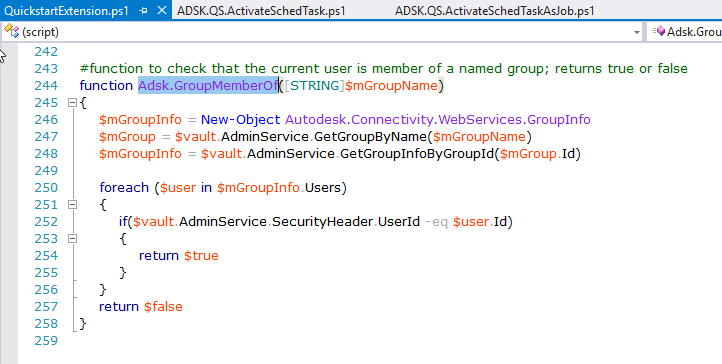 QuickstartExtension.ps1 ADSK.QS.ActivateSchedTask.ps1 ADSK.QS.ActivateSchedTaskAsJob.ps1
(script) Adsk.Grou
242
243 #function to check that the current user is member of a named group; returns true or false
244 function Adsk.GroupMemberOf([STRING]$mGroupName)
245 {
246 $mGroupInfo = New-Object Autodesk.Connectivity.WebServices.GroupInfo
247 $mGroup = $vault.AdminService.GetGroupByName($mGroupName)
248 $mGroupInfo = $vault.AdminService.GetGroupInfoByGroupId($mGroup.Id)
249
250 foreach ($user in $mGroupInfo.Users)
251 {
252 if($vault.AdminService.SecurityHeader.UserId -eq $user.Id)
253 {
254 return $true
255 }
256 }
257 return $false
258 }
259